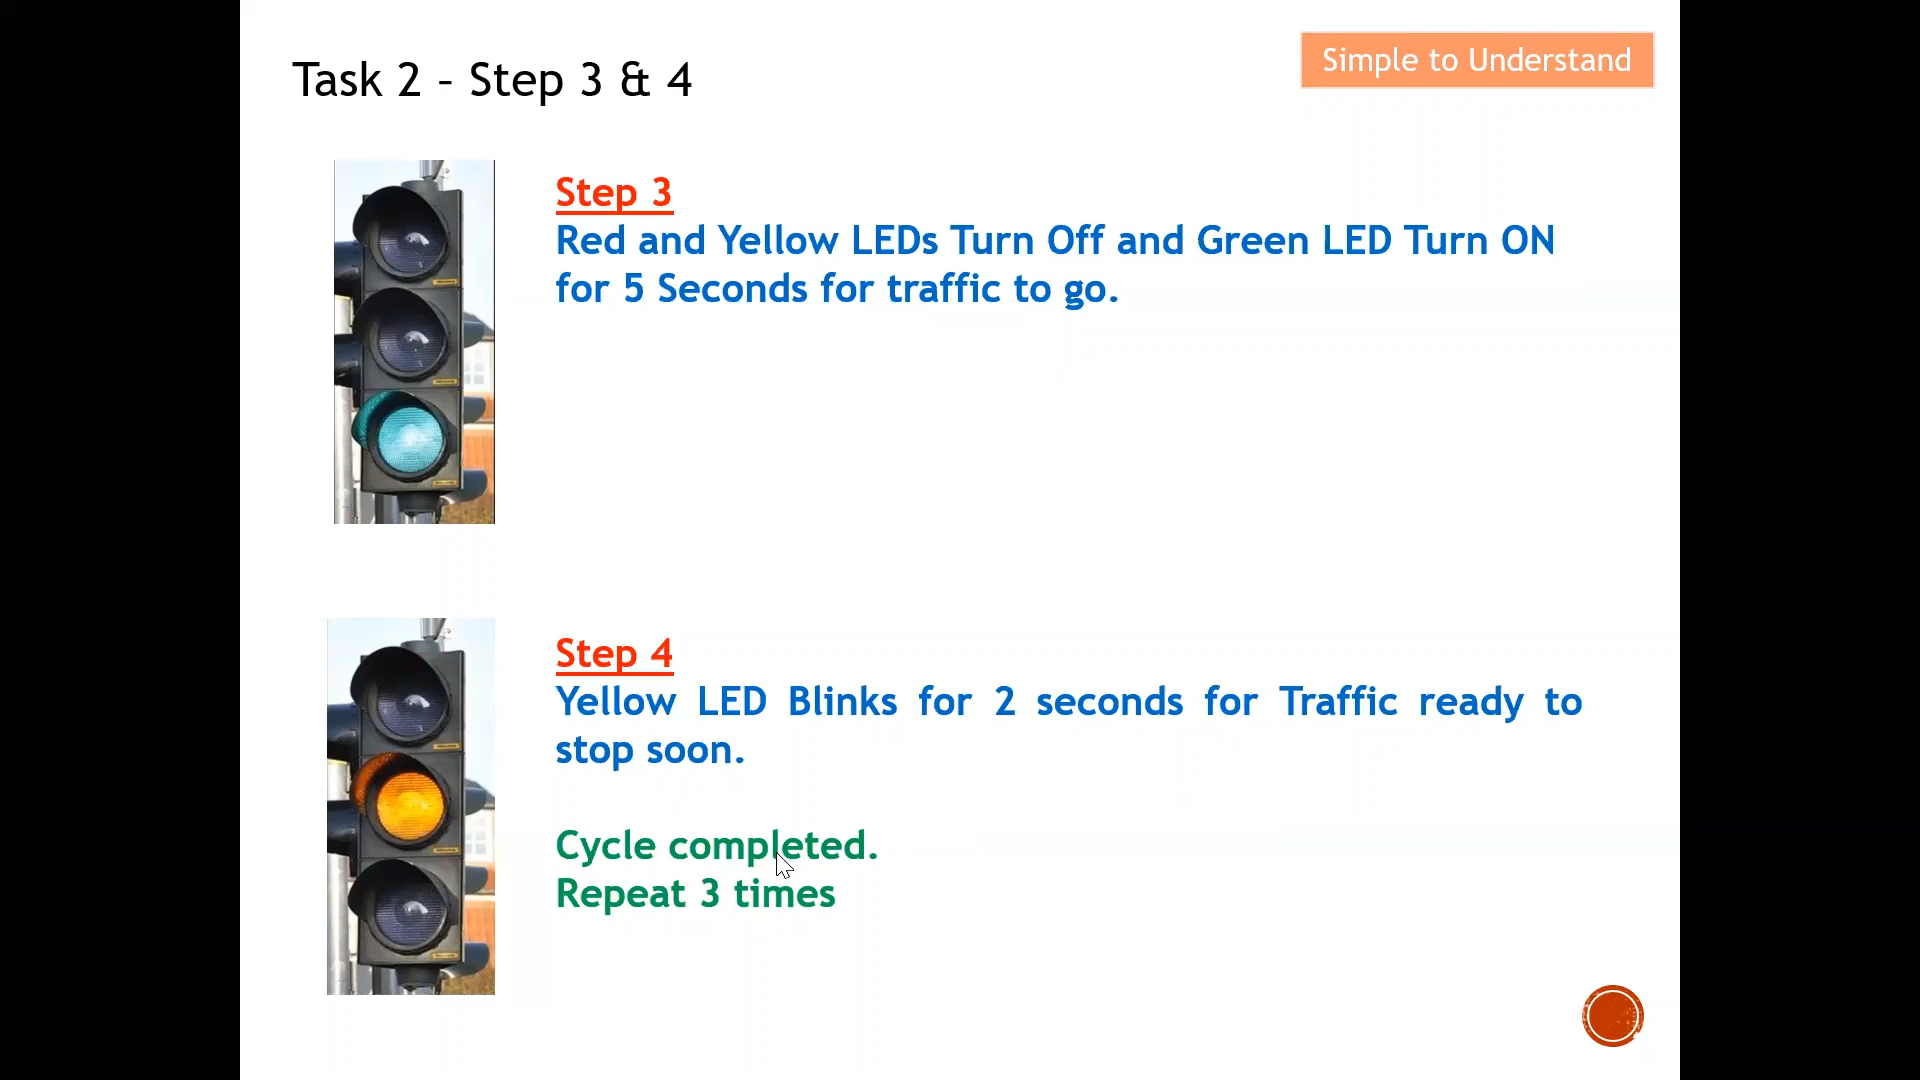 Task 2 – Step 3 & 4
Simple to Understand
Step 3
Red and Yellow LEDs Turn Off and Green LED Turn ON
for 5 Seconds for traffic to go.
Step 4
Yellow LED Blinks for 2 seconds for Traffic ready to
stop soon.
Cycle completed.
Repeat 3 times